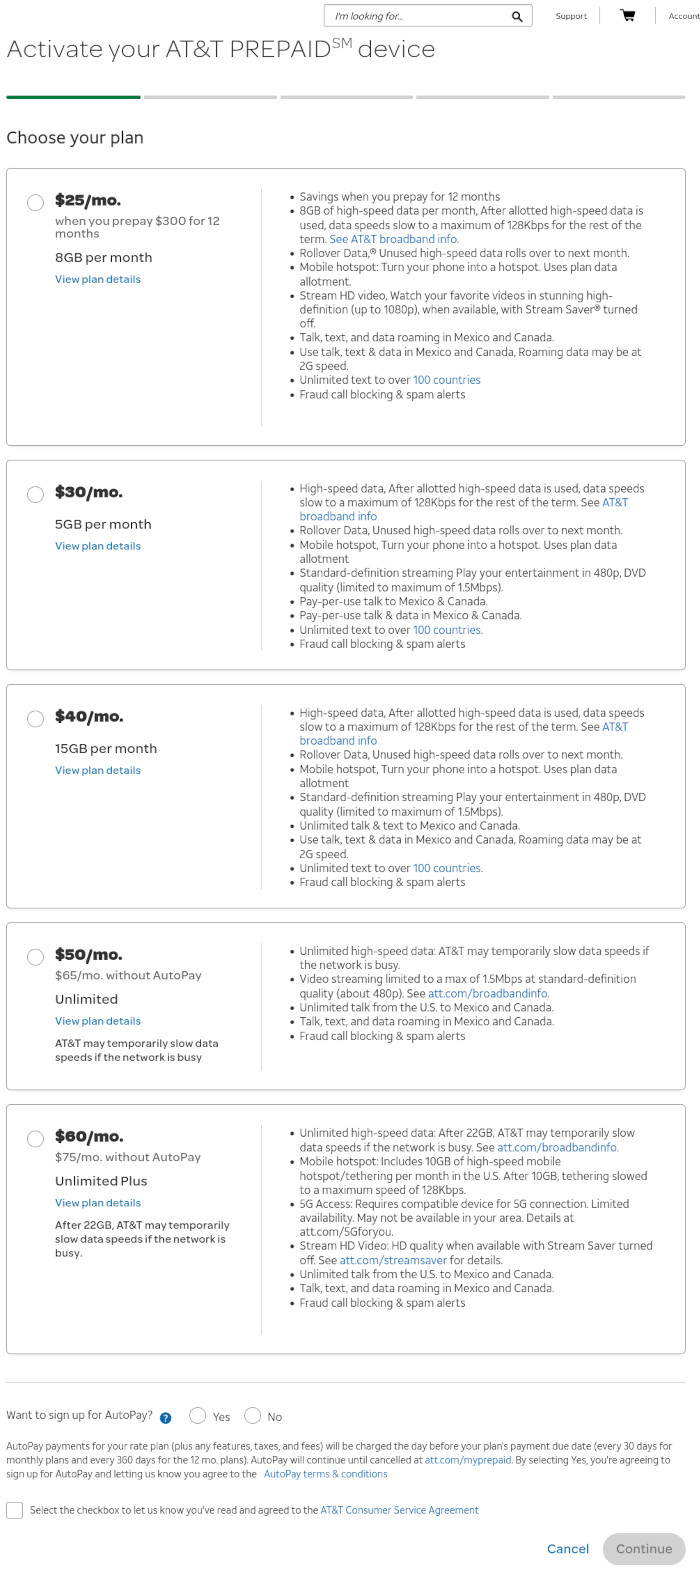 I'm looking for...
Support
Account
Activate your AT&T PREPAID℠ device
Choose your plan
$25/mo.
when you prepay $300 for 12
months
8GB per month
View plan details
• Savings when you prepay for 12 months
• 8GB of high-speed data per month, After allotted high-speed data is
used, data speeds slow to a maximum of 128Kbps for the rest of the
term. See AT&T broadband info.
• Rollover Data,® Unused high-speed data rolls over to next month.
• Mobile hotspot: Turn your phone into a hotspot. Uses plan data
allotment.
• Stream HD video, Watch your favorite videos in stunning high-
definition (up to 1080p), when available, with Stream Saver® turned
off.
• Talk, text, and data roaming in Mexico and Canada.
• Use talk, text & data in Mexico and Canada, Roaming data may be at
2G speed.
• Unlimited text to over 100 countries
• Fraud call blocking & spam alerts
$30/mo.
5GB per month
View plan details
• High-speed data, After allotted high-speed data is used, data speeds
slow to a maximum of 128Kbps for the rest of the term. See AT&T
broadband info
• Rollover Data, Unused high-speed data rolls over to next month.
• Mobile hotspot, Turn your phone into a hotspot. Uses plan data
allotment
• Standard-definition streaming Play your entertainment in 480p, DVD
quality (limited to maximum of 1.5Mbps).
• Pay-per-use talk to Mexico & Canada.
• Pay-per-use talk & data in Mexico & Canada.
• Unlimited text to over 100 countries.
• Fraud call blocking & spam alerts
$40/mo.
15GB per month
View plan details
• High-speed data, After allotted high-speed data is used, data speeds
slow to a maximum of 128Kbps for the rest of the term. See AT&T
broadband info
• Rollover Data, Unused high-speed data rolls over to next month.
• Mobile hotspot, Turn your phone into a hotspot. Uses plan data
allotment
• Standard-definition streaming Play your entertainment in 480p, DVD
quality (limited to maximum of 1.5Mbps).
• Unlimited talk & text to Mexico and Canada.
• Use talk, text & data in Mexico and Canada, Roaming data may be at
2G speed.
• Unlimited text to over 100 countries.
• Fraud call blocking & spam alerts
$50/mo.
$65/mo. without AutoPay
Unlimited
View plan details
AT&T may temporarily slow data
speeds if the network is busy
• Unlimited high-speed data: AT&T may temporarily slow data speeds if
the network is busy.
• Video streaming limited to a max of 1.5Mbps at standard-definition
quality (about 480p). See att.com/broadbandinfo.
• Unlimited talk from the U.S. to Mexico and Canada.
• Talk, text, and data roaming in Mexico and Canada.
• Fraud call blocking & spam alerts
$60/mo.
$75/mo. without AutoPay
Unlimited Plus
View plan details
After 22GB, AT&T may temporarily
slow data speeds if the network is
busy.
• Unlimited high-speed data: After 22GB, AT&T may temporarily slow
data speeds if the network is busy. See att.com/broadbandinfo.
• Mobile hotspot: Includes 10GB of high-speed mobile
hotspot/tethering per month in the U.S. After 10GB, tethering slowed
to a maximum speed of 128Kbps.
• 5G Access: Requires compatible device for 5G connection. Limited
availability. May not be available in your area. Details at
att.com/5Gforyou.
• Stream HD Video: HD quality when available with Stream Saver turned
off. See att.com/streamsaver for details.
• Unlimited talk from the U.S. to Mexico and Canada.
• Talk, text, and data roaming in Mexico and Canada.
• Fraud call blocking & spam alerts
Want to sign up for AutoPay? ? Yes No
AutoPay payments for your rate plan (plus any features, taxes, and fees) will be charged the day before your plan's payment due date (every 30 days for
monthly plans and every 360 days for the 12 mo. plans). AutoPay will continue until cancelled at att.com/myprepaid. By selecting Yes, you're agreeing to
sign up for AutoPay and letting us know you agree to the AutoPay terms & conditions
Select the checkbox to let us know you've read and agreed to the AT&T Consumer Service Agreement
Cancel
Continue